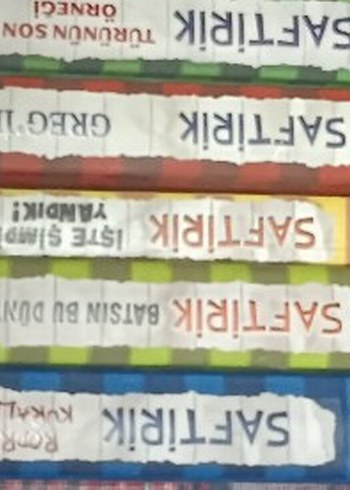 SAFTİRİK
SAFTİRİK BATSIN BU
SAFTİRİK İŞTE ŞİMDİ
YANDIK!
SAFTİRİK GREG'İ
SAFTİRİK TÜRÜNÜN SON
ÖRNEĞİ